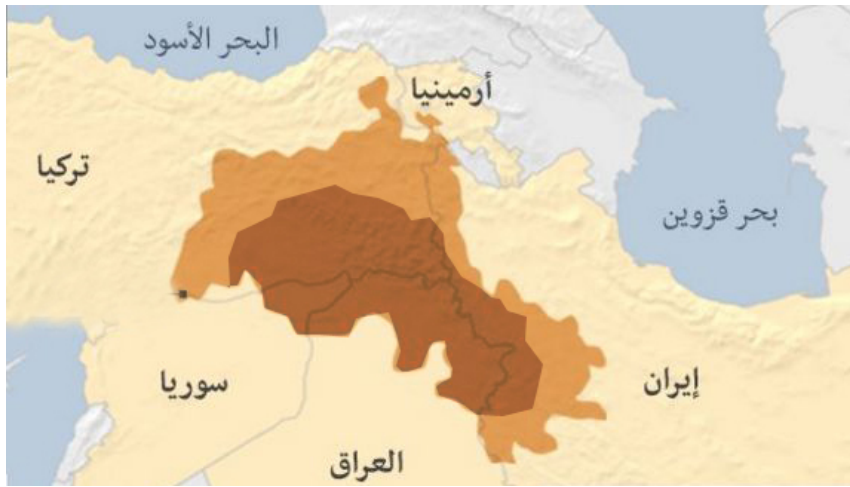 البحر الأسود
أرمينيا
تركيا
بحر قزوين
سوريا
إيران
العراق